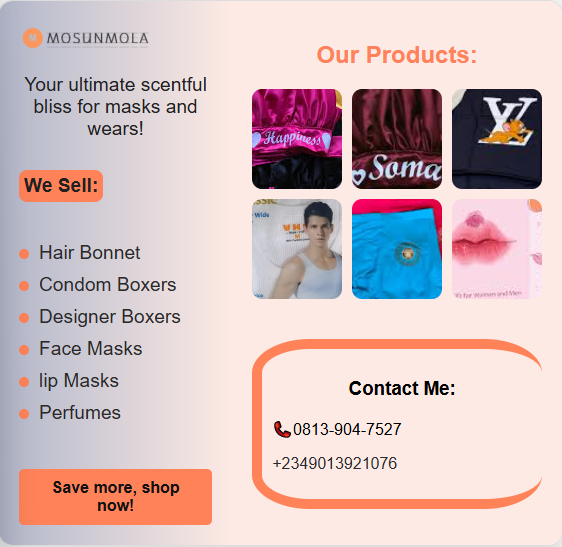 M MOSUNMOLA
Your ultimate scentful
bliss for masks and
wears!
We Sell:
Hair Bonnet
Condom Boxers
Designer Boxers
Face Masks
lip Masks
Perfumes
Save more, shop
now!
Our Products:
Happiness
Soma
LV
Wide
for Women and Men
Contact Me:
0813-904-7527
+2349013921076